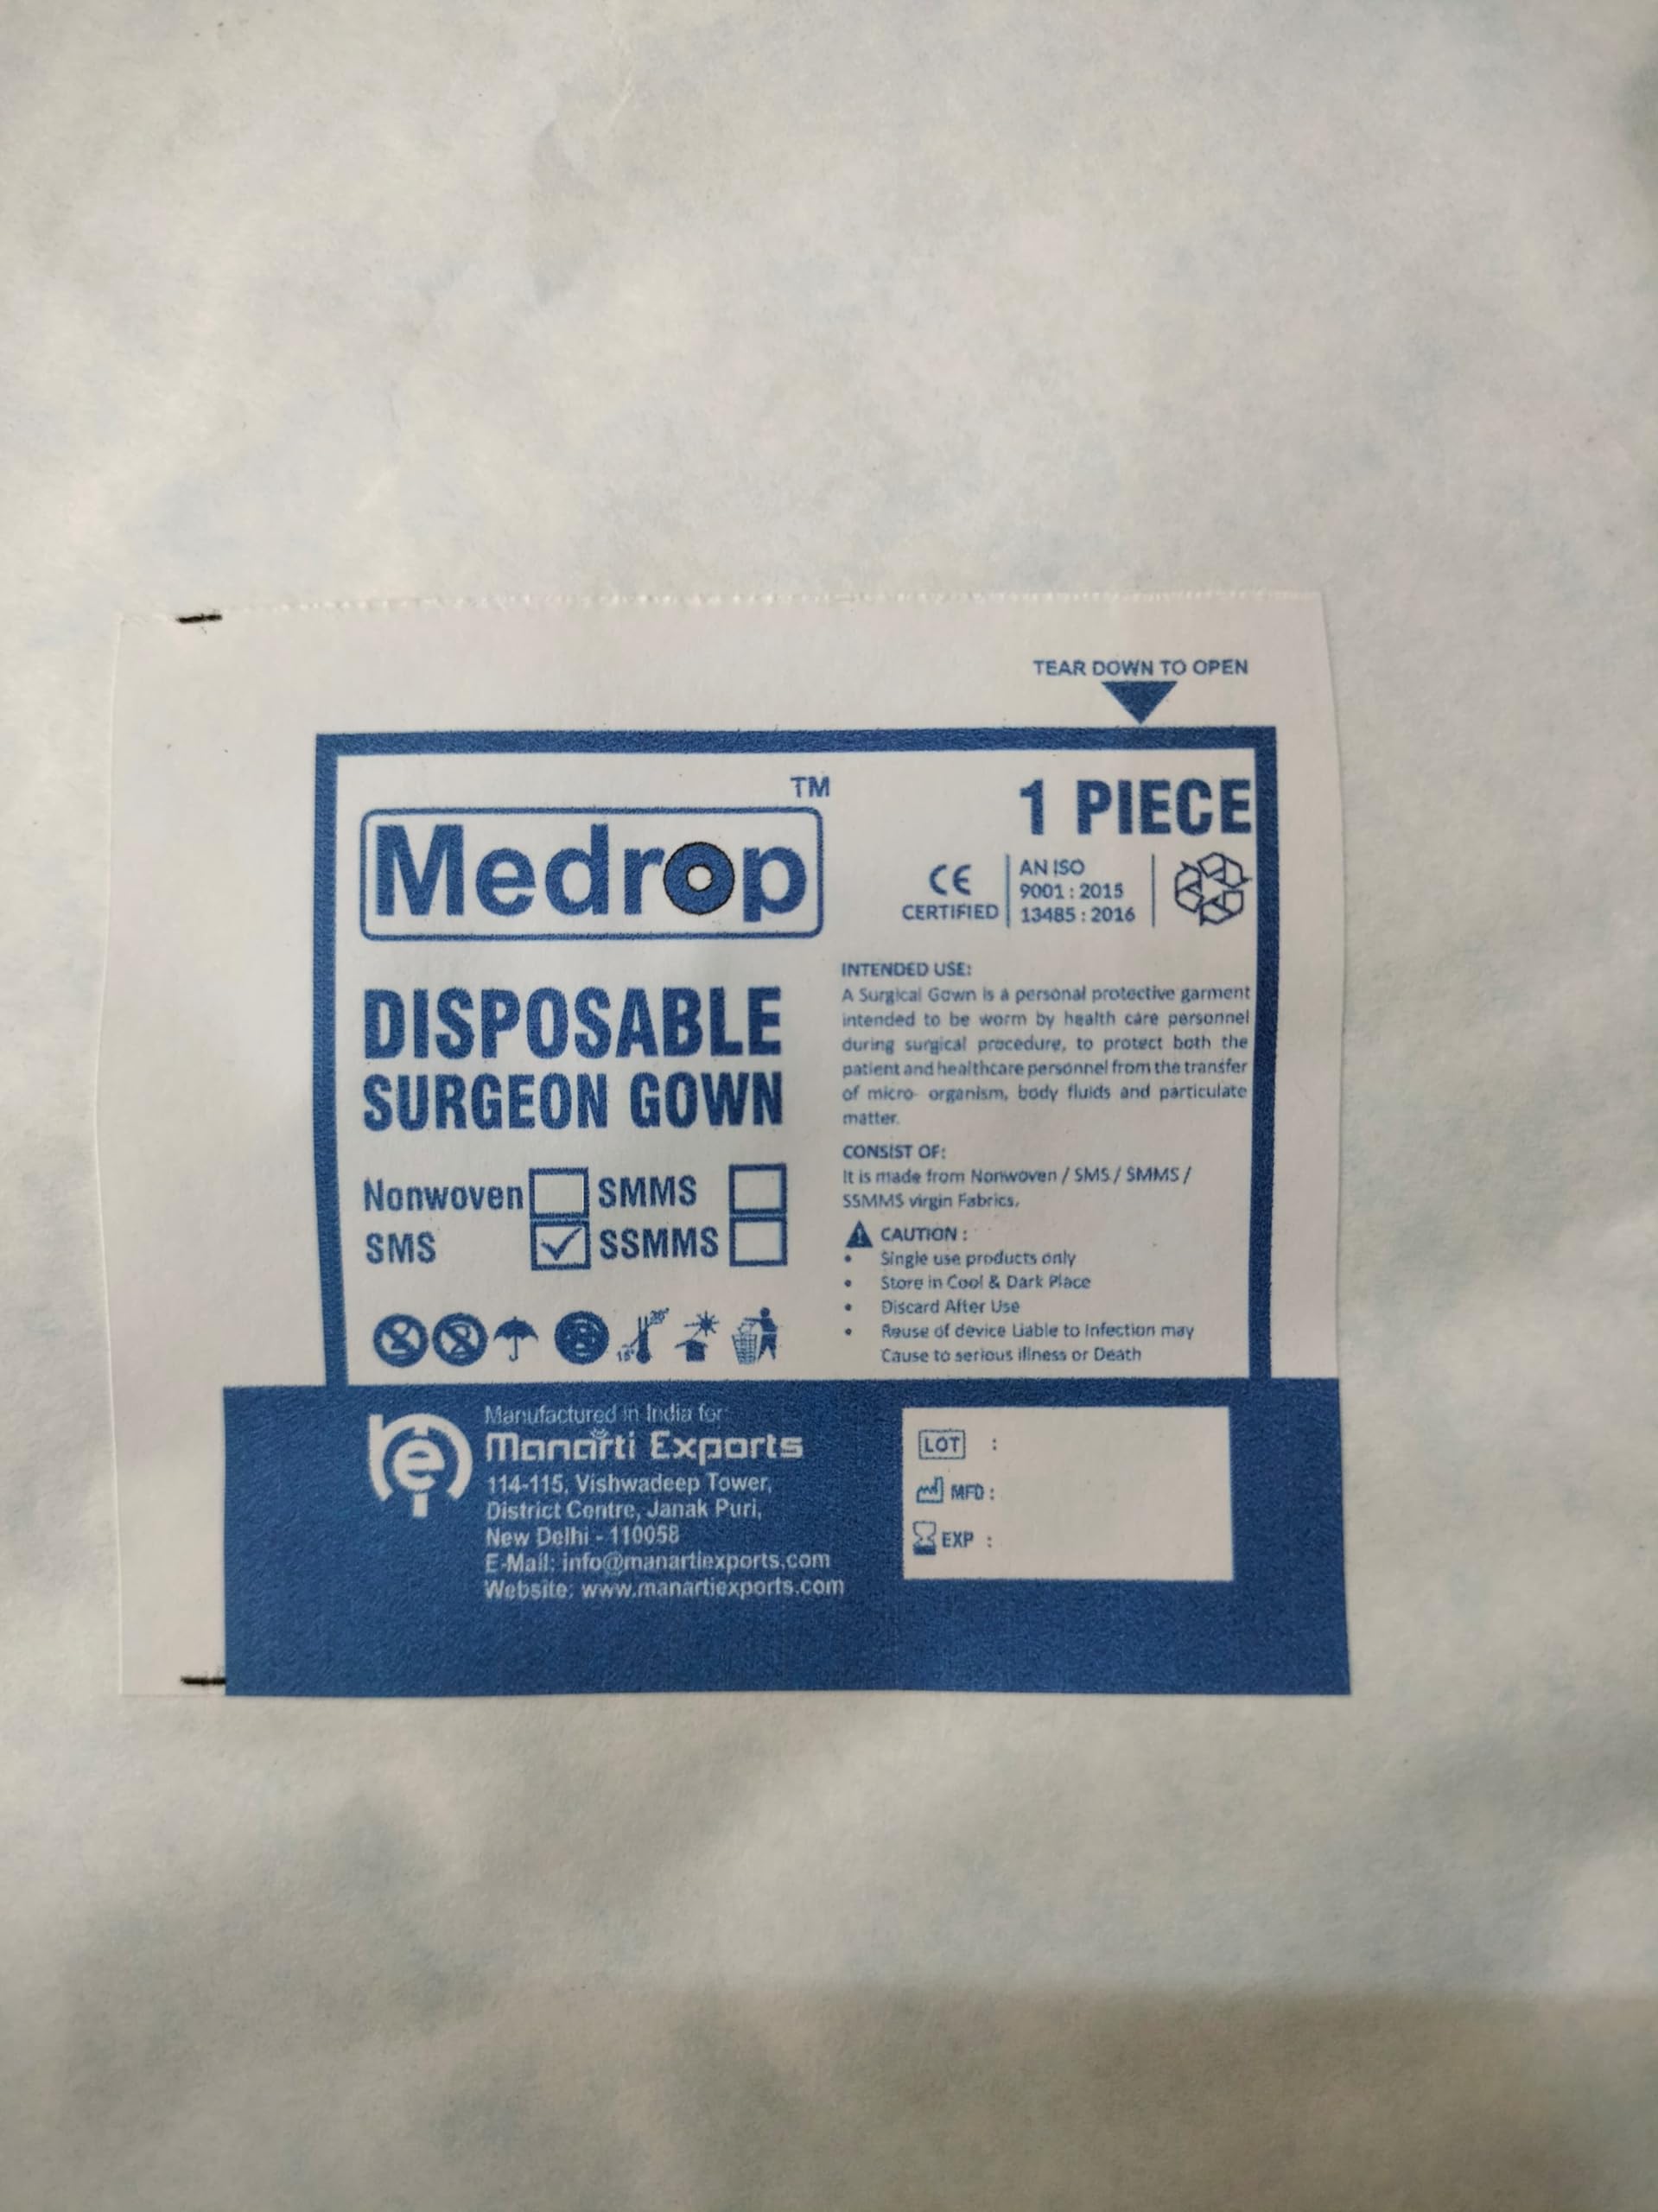 TEAR DOWN TO OPEN
TM
Medrop
1 PIECE
CE
CERTIFIED
AN ISO
9001 : 2015
13485 : 2016
DISPOSABLE
SURGEON GOWN
Nonwoven SMMS
SMS SSMMS
15°
INTENDED USE:
A Surgical Gown is a personal protective garment
intended to be worm by health care personnel
during surgical procedure, to protect both the
patient and healthcare personnel from the transfer
of micro- organism, body fluids and particulate
matter.
CONSIST OF:
It is made from Nonwoven / SMS / SMMS /
SSMMS virgin Fabrics.
CAUTION :
• Single use products only
• Store in Cool & Dark Place
• Discard After Use
• Reuse of device Liable to Infection may
Cause to serious illness or Death
Manufactured in India for
Manarti Exports
114-115, Vishwadeep Tower,
District Centre, Janak Puri,
New Delhi - 110058
E-Mail: info@manartiexports.com
Website: www.manartiexports.com
LOT :
MFD :
EXP :